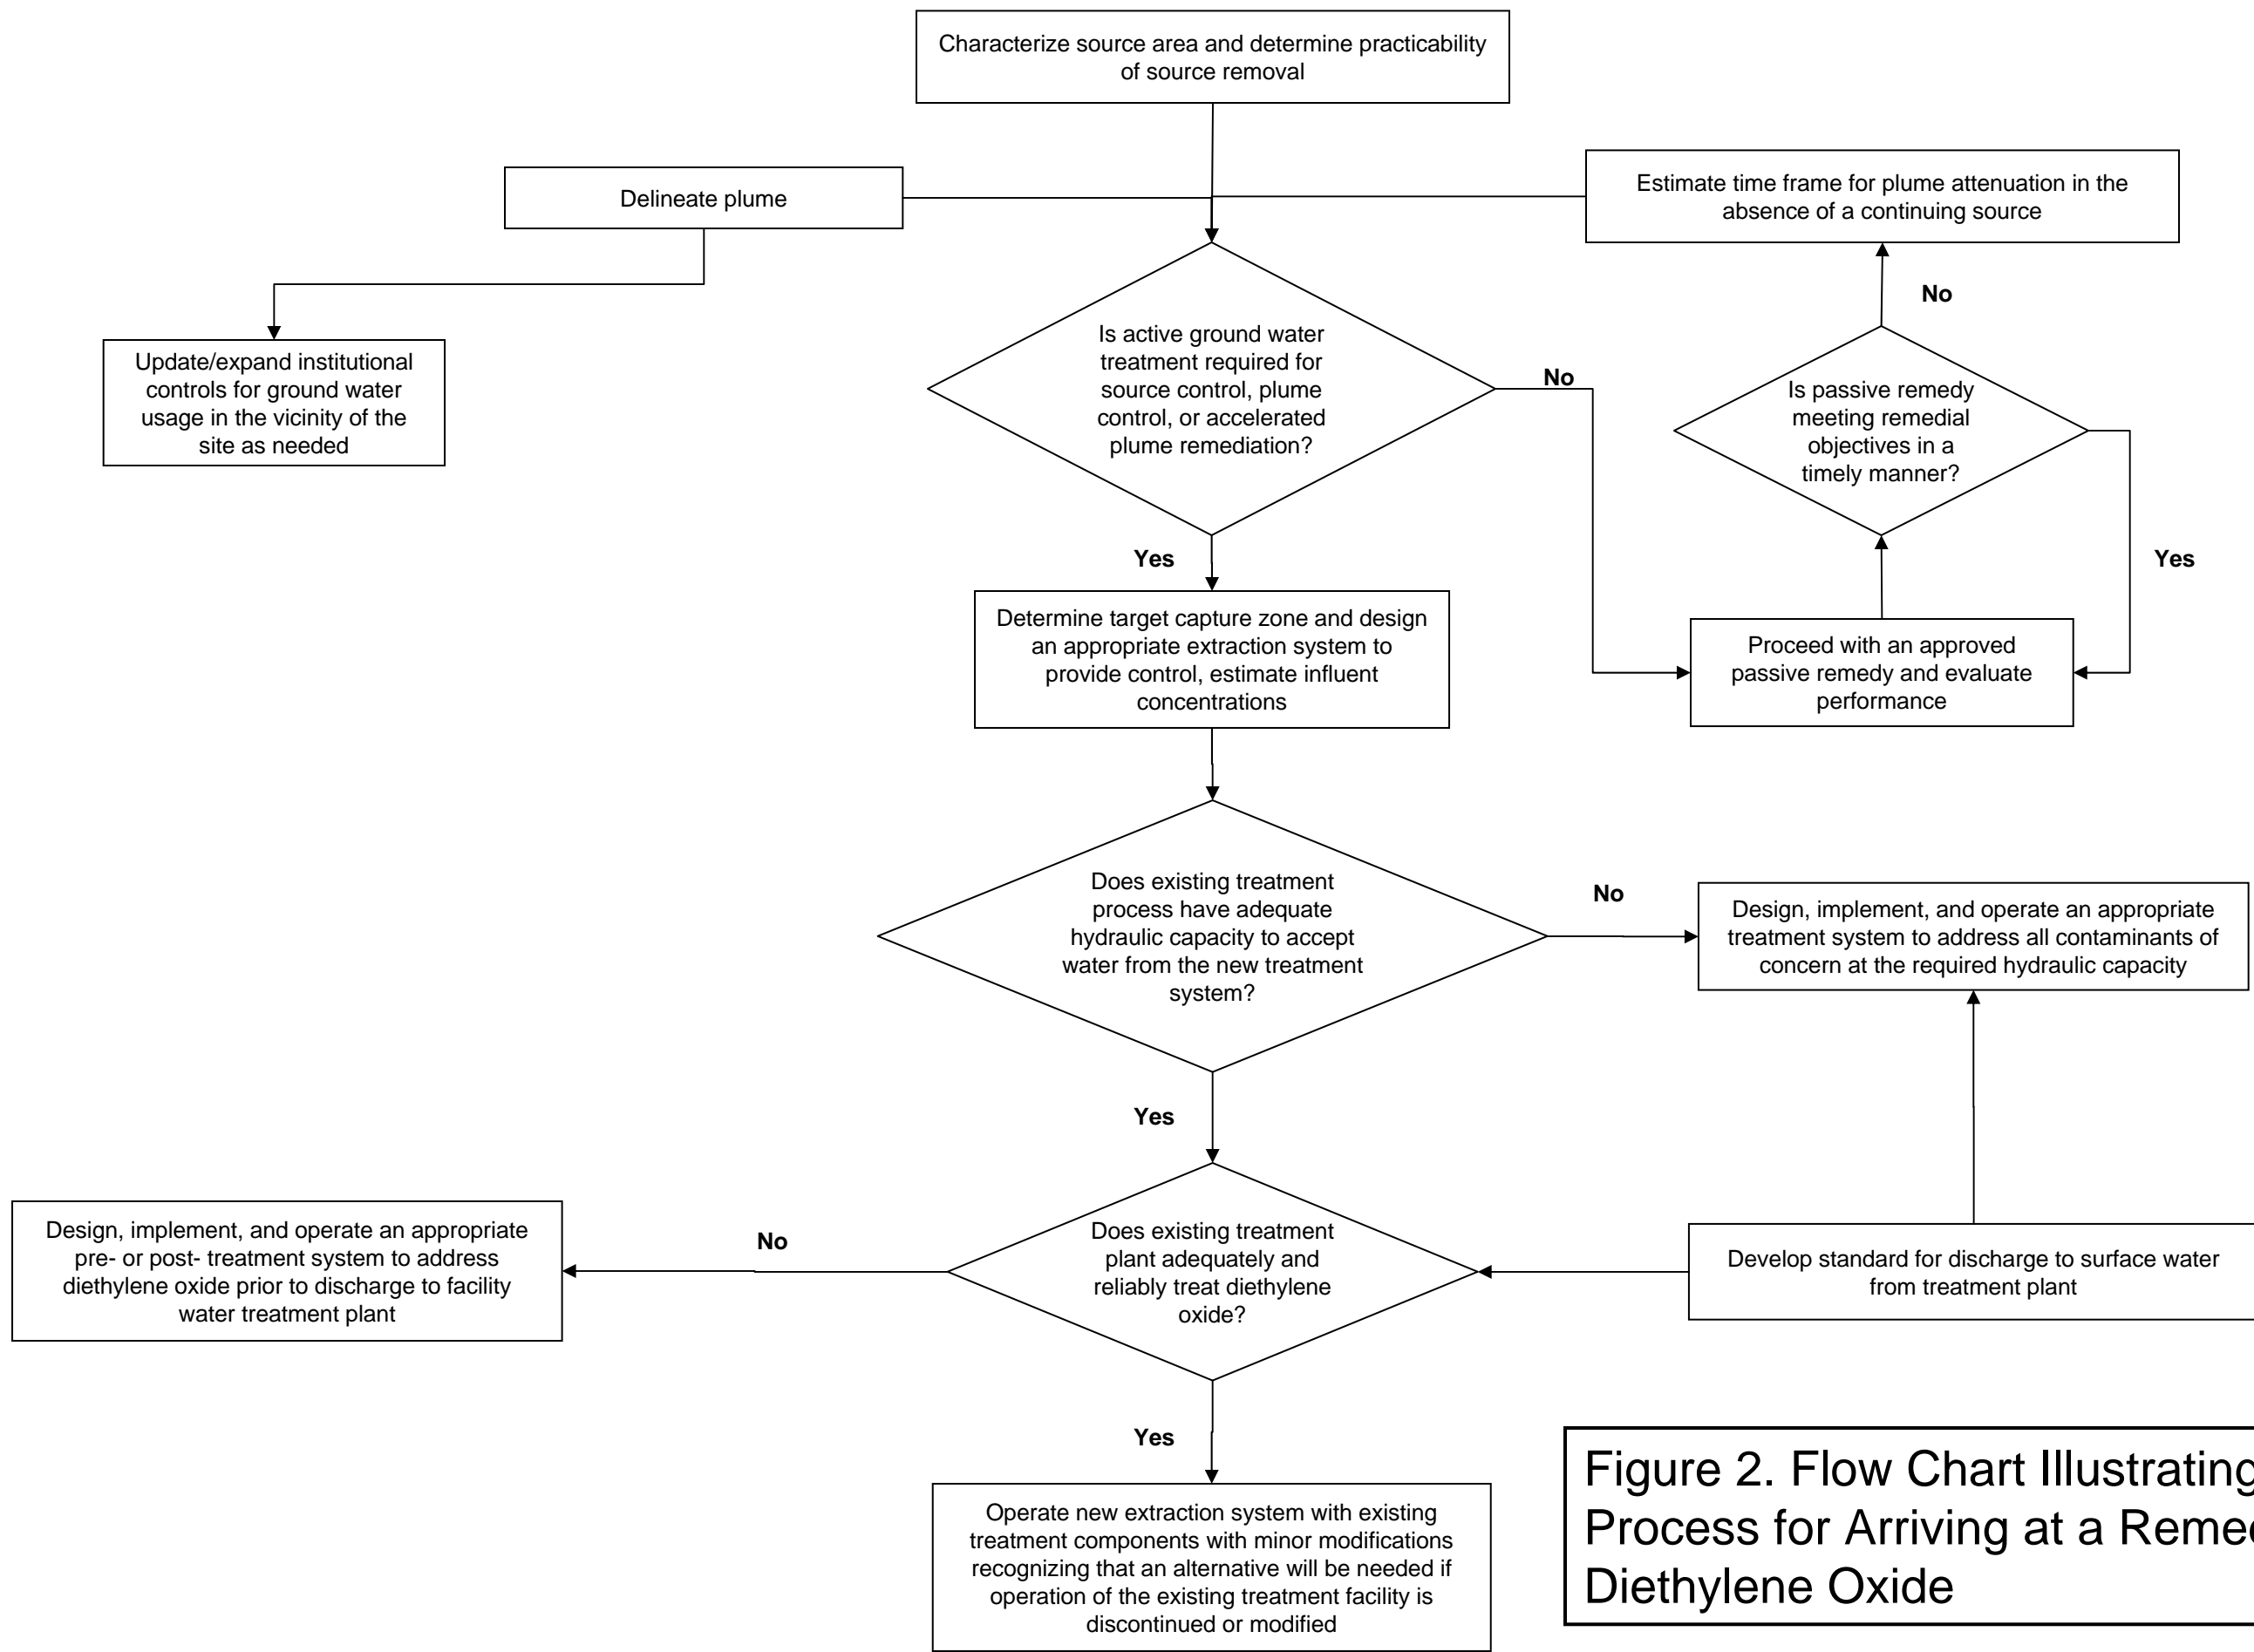 Characterize source area and determine practicability
of source removal
Delineate plume
Estimate time frame for plume attenuation in the
absence of a continuing source
No
Update/expand institutional
controls for ground water
usage in the vicinity of the
site as needed
Is active ground water
treatment required for
source control, plume
control, or accelerated
plume remediation?
No
Is passive remedy
meeting remedial
objectives in a
timely manner?
Yes
Yes
Determine target capture zone and design
an appropriate extraction system to
provide control, estimate influent
concentrations
Proceed with an approved
passive remedy and evaluate
performance
Does existing treatment
process have adequate
hydraulic capacity to accept
water from the new treatment
system?
No
Design, implement, and operate an appropriate
treatment system to address all contaminants of
concern at the required hydraulic capacity
Yes
Design, implement, and operate an appropriate
pre- or post- treatment system to address
diethylene oxide prior to discharge to facility
water treatment plant
No
Does existing treatment
plant adequately and
reliably treat diethylene
oxide?
Develop standard for discharge to surface water
from treatment plant
Yes
Operate new extraction system with existing
treatment components with minor modifications
recognizing that an alternative will be needed if
operation of the existing treatment facility is
discontinued or modified
Figure 2. Flow Chart Illustrating
Process for Arriving at a
Diethylene Oxide